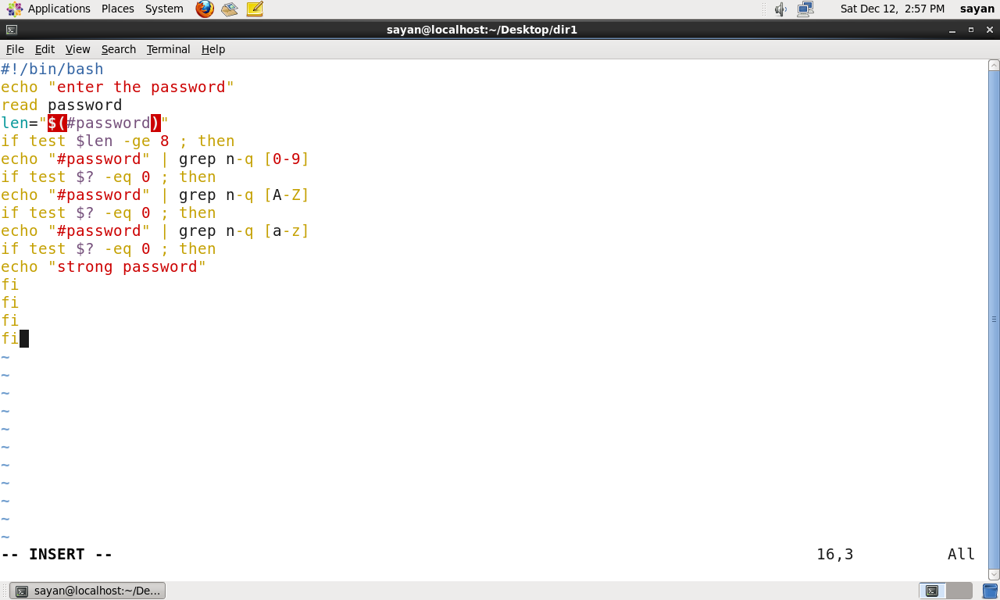 Applications Places System
Sat Dec 12, 2:57 PM sayan
sayan@localhost:~/Desktop/dir1
File Edit View Search Terminal Help
#!/bin/bash
echo "enter the password"
read password
len="$(#password)"
if test $len -ge 8 ; then
echo "#password" | grep n-q [0-9]
if test $? -eq 0 ; then
echo "#password" | grep n-q [A-Z]
if test $? -eq 0 ; then
echo "#password" | grep n-q [a-z]
if test $? -eq 0 ; then
echo "strong password"
fi
fi
fi
fi
~
~
~
~
~
~
~
~
~
~
~
-- INSERT -- 16,3 All
sayan@localhost:~/De...